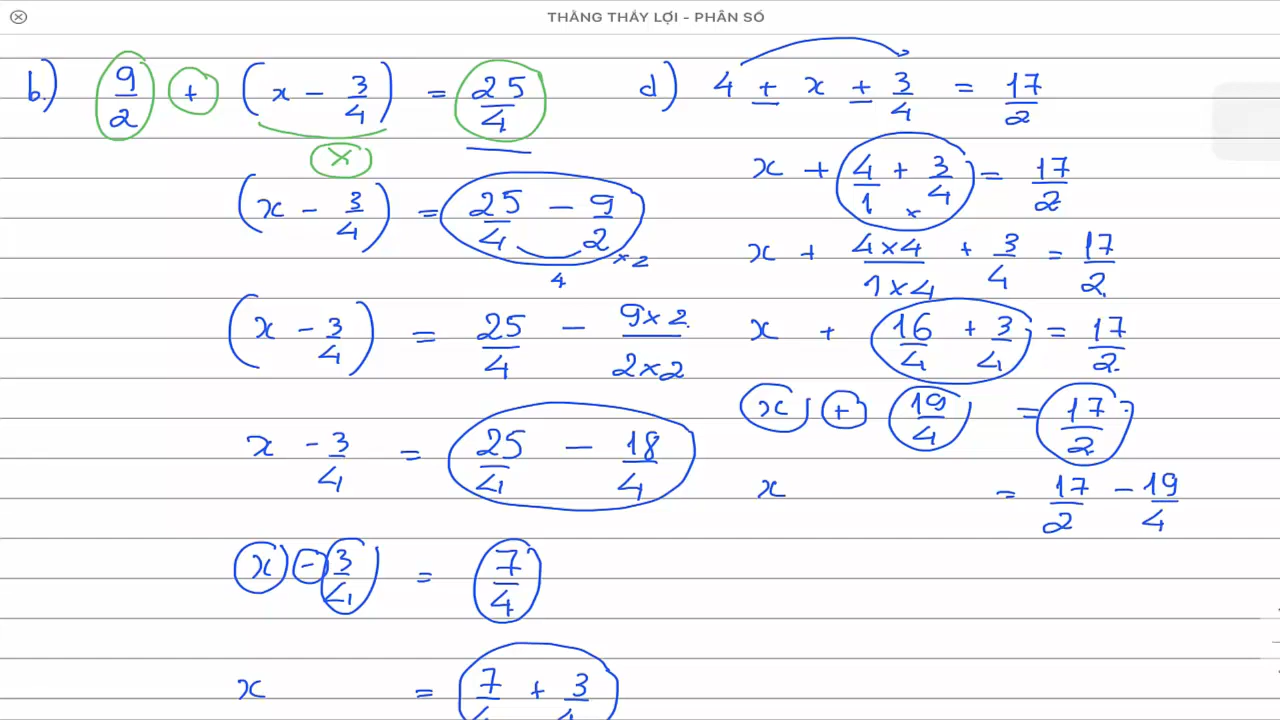 THẰNG THẦY LỢI - PHÂN SỐ
b.) 9/2 + (x - 3/4) = 25/4
x
(x - 3/4) = 25/4 - 9/2
x2
4
(x - 3/4) = 25/4 - 9x2/2x2
x - 3/4 = 25/4 - 18/4
x - 3/4 = 7/4
x = 7/4 + 3/4
d) 4 + x + 3/4 = 17/2
x + 4/1 + 3/4 = 17/2
x
x + 4x4/1x4 + 3/4 = 17/2
x + 16/4 + 3/4 = 17/2
x + 19/4 = 17/2
x = 17/2 - 19/4